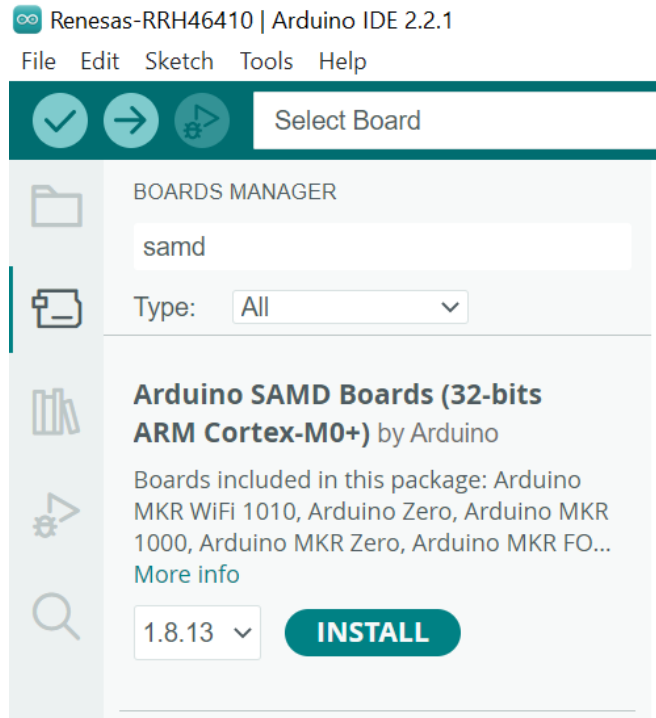 Renesas-RRH46410 | Arduino IDE 2.2.1
File Edit Sketch Tools Help
Select Board
BOARDS MANAGER
samd
Type: All
Arduino SAMD Boards (32-bits
ARM Cortex-M0+) by Arduino
Boards included in this package: Arduino
MKR WiFi 1010, Arduino Zero, Arduino MKR
1000, Arduino MKR Zero, Arduino MKR FO...
More info
1.8.13 INSTALL